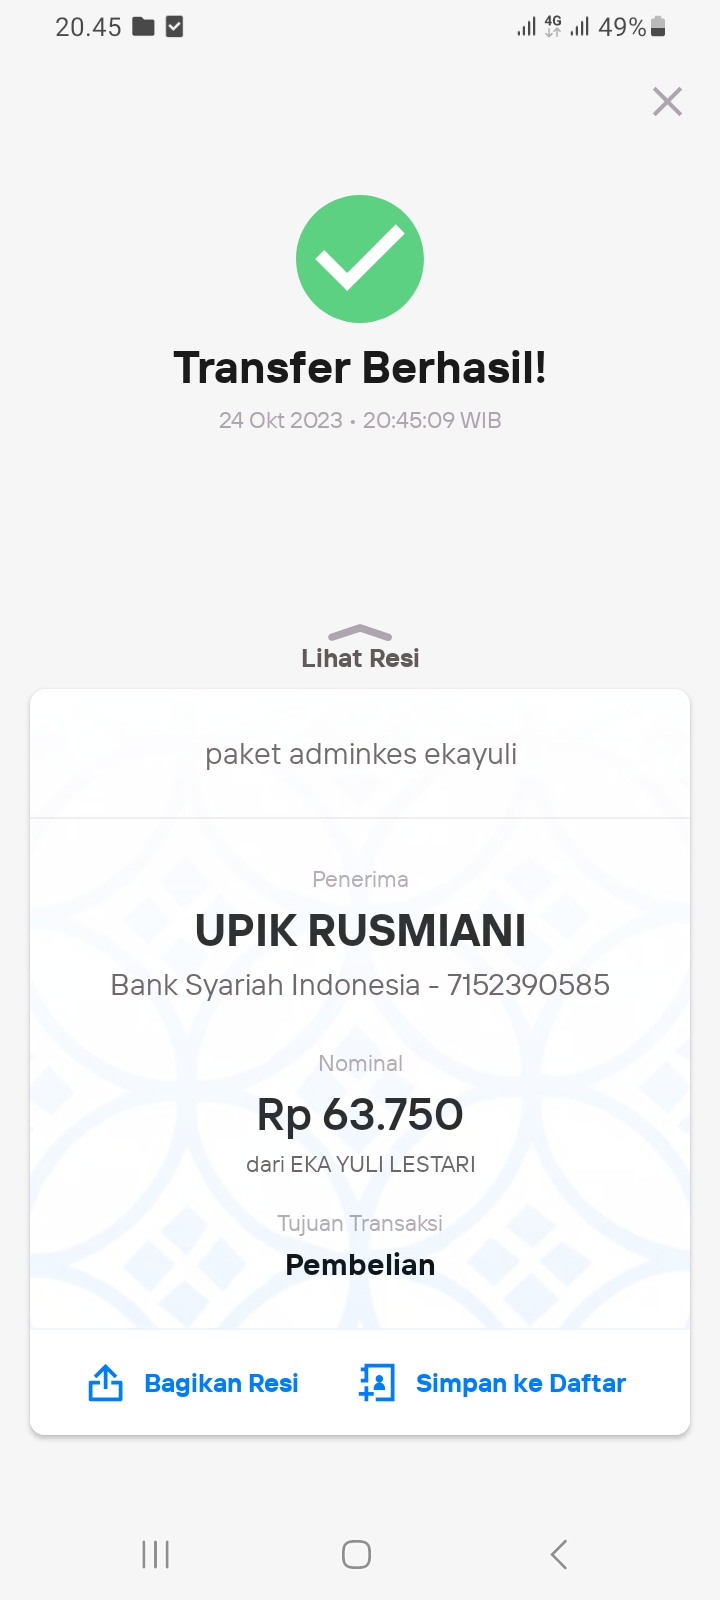 20.45 4G 49%
Transfer Berhasil!
24 Okt 2023 • 20:45:09 WIB
Lihat Resi
paket adminkes ekayuli
Penerima
UPIK RUSMIANI
Bank Syariah Indonesia - 7152390585
Nominal
Rp 63.750
dari EKA YULI LESTARI
Tujuan Transaksi
Pembelian
Bagikan Resi Simpan ke Daftar